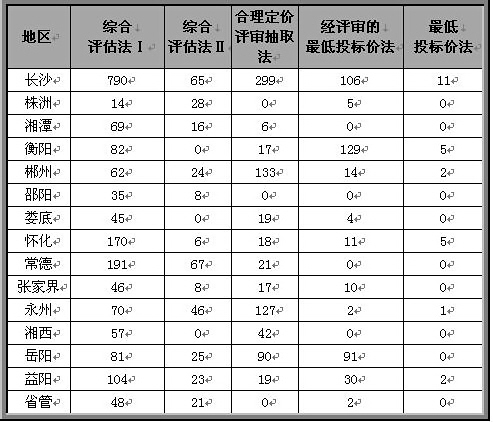 地区 综合评估法Ⅰ 综合评估法Ⅱ 合理定价评审抽取法 经评审的最低投标价法 最低投标价法
长沙 790 65 299 106 11
株洲 14 28 0 5 0
湘潭 69 16 6 0 0
衡阳 82 0 17 129 5
郴州 62 24 133 14 2
邵阳 35 8 0 0 0
娄底 45 0 19 4 0
怀化 170 6 18 11 5
常德 191 67 21 0 0
张家界 46 8 17 10 0
永州 70 46 127 2 1
湘西 57 0 42 0 0
岳阳 81 25 90 91 0
益阳 104 23 19 30 2
省管 48 21 0 2 0